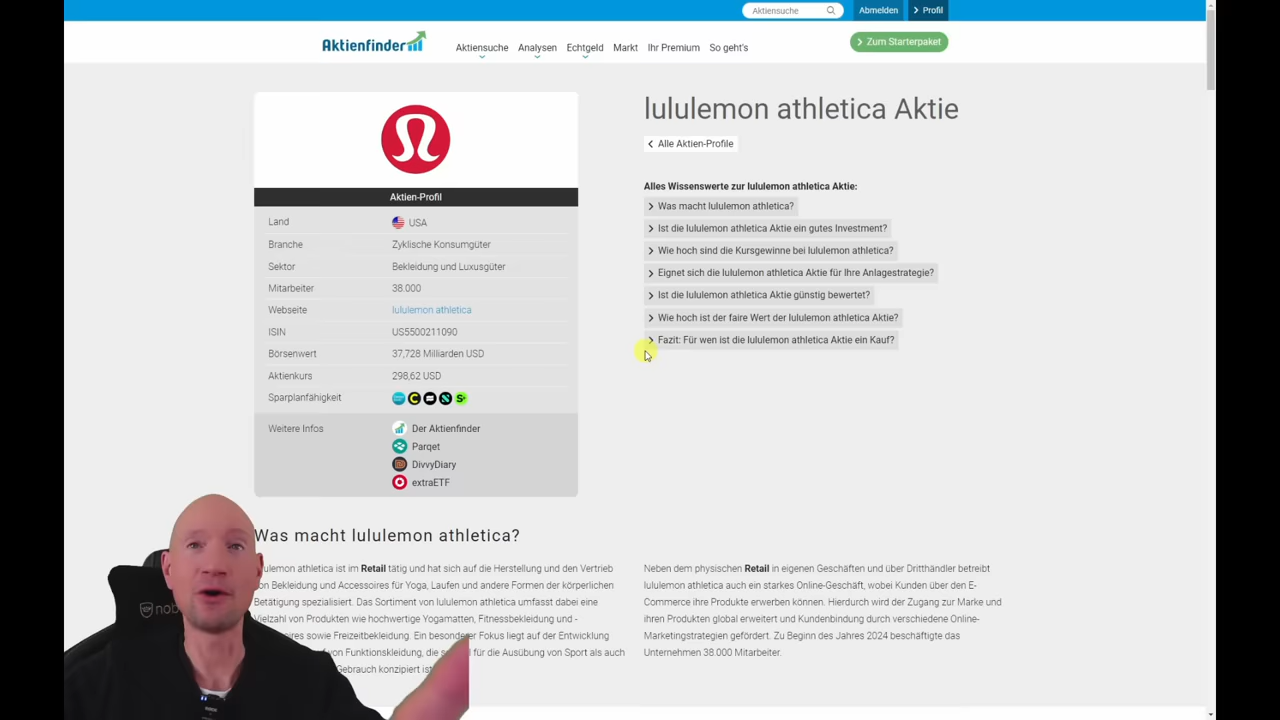 Aktiensuche
Abmelden
Profil
Aktienfinder
Aktiensuche
Analysen
Echtgeld
Markt
Ihr Premium
So geht's
Zum Starterpaket
Aktien-Profil
Land USA
Branche Zyklische Konsumgüter
Sektor Bekleidung und Luxusgüter
Mitarbeiter 38.000
Webseite lululemon athletica
ISIN US5500211090
Börsenwert 37,728 Milliarden USD
Aktienkurs 298,62 USD
Sparplanfähigkeit
Weitere Infos Der Aktienfinder
Parqet
DivvyDiary
extraETF
lululemon athletica Aktie
Alle Aktien-Profile
Alles Wissenswerte zur lululemon athletica Aktie:
Was macht lululemon athletica?
Ist die lululemon athletica Aktie ein gutes Investment?
Wie hoch sind die Kursgewinne bei lululemon athletica?
Eignet sich die lululemon athletica Aktie für Ihre Anlagestrategie?
Ist die lululemon athletica Aktie günstig bewertet?
Wie hoch ist der faire Wert der lululemon athletica Aktie?
Fazit: Für wen ist die lululemon athletica Aktie ein Kauf?
Was macht lululemon athletica?
athletica ist im Retail tätig und hat sich auf die Herstellung und den Vertrieb
von Bekleidung und Accessoires für Yoga, Laufen und andere Formen der körperlichen
Betätigung spezialisiert. Das Sortiment von lululemon athletica umfasst dabei eine
Vielzahl von Produkten wie hochwertige Yogamatten, Fitnessbekleidung und -
sowie Freizeitbekleidung. Ein besonderer Fokus liegt auf der Entwicklung
von Funktionskleidung, die für die Ausübung von Sport als auch
Gebrauch konzipiert
Neben dem physischen Retail in eigenen Geschäften und über Dritthändler betreibt
lululemon athletica auch ein starkes Online-Geschäft, wobei Kunden über den E-
Commerce ihre Produkte erwerben können. Hierdurch wird der Zugang zur Marke und
ihren Produkten global erweitert und Kundenbindung durch verschiedene Online-
Marketingstrategien gefördert. Zu Beginn des Jahres 2024 beschäftigte das
Unternehmen 38.000 Mitarbeiter.